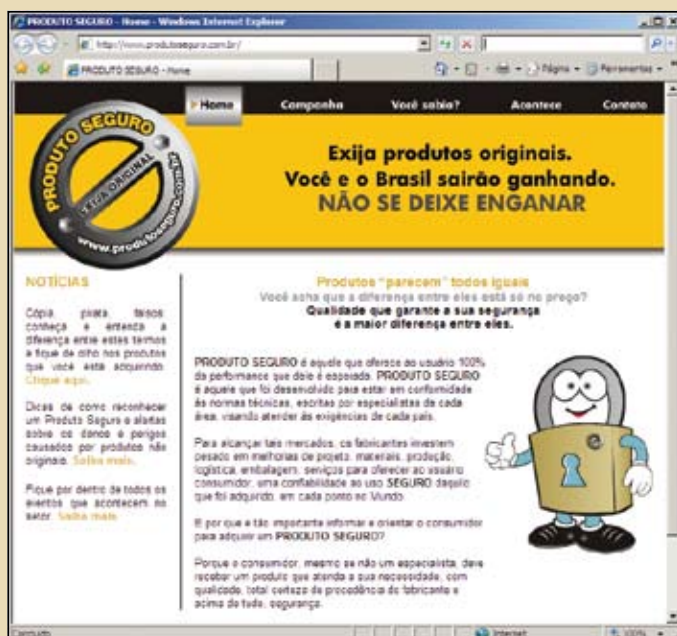 PRODUTO SEGURO - Home - Windows Internet Explorer
http://www.produtoseguro.com.br/
PRODUTO SEGURO - Home
Página
Ferramentas
Home
Campanha
Você sabia?
Acontece
Contato
PRODUTO SEGURO
EXIJA ORIGINAL
www.produtoseguro.com.br
Exija produtos originais.
Você e o Brasil sairão ganhando.
NÃO SE DEIXE ENGANAR
NOTÍCIAS
Cópia, pirata, falsos:
conheça e entenda a
diferença entre estes termos
e fique de olho nos produtos
que você está adquirindo.
Clique aqui.
Dicas de como reconhecer
um Produto Seguro e alertas
sobre os danos e perigos
causados por produtos não
originais. Saiba mais.
Fique por dentro de todos os
eventos que acontecem no
setor. Saiba mais.
Produtos “parecem” todos iguais
Você acha que a diferença entre eles está só no preço?
Qualidade que garante a sua segurança
é a maior diferença entre eles.
PRODUTO SEGURO é aquele que oferece ao usuário 100%
da performance que dele é esperada. PRODUTO SEGURO
é aquele que foi desenvolvido para estar em conformidade
às normas técnicas, escritas por especialistas de cada
área, visando atender às exigências de cada país.
Para alcançar tais mercados, os fabricantes investem
pesado em melhorias de projeto, materiais, produção,
logística, embalagem, serviços para oferecer ao usuário
consumidor, uma confiabilidade ao uso SEGURO daquilo
que foi adquirido, em cada ponto no Mundo.
E por que é tão importante informar e orientar o consumidor
para adquirir um PRODUTO SEGURO?
Porque o consumidor, mesmo se não um especialista, deve
receber um produto que atenda a sua necessidade, com
qualidade, total certeza de procedência do fabricante e
acima de tudo, segurança.
Concluído
Internet
100%